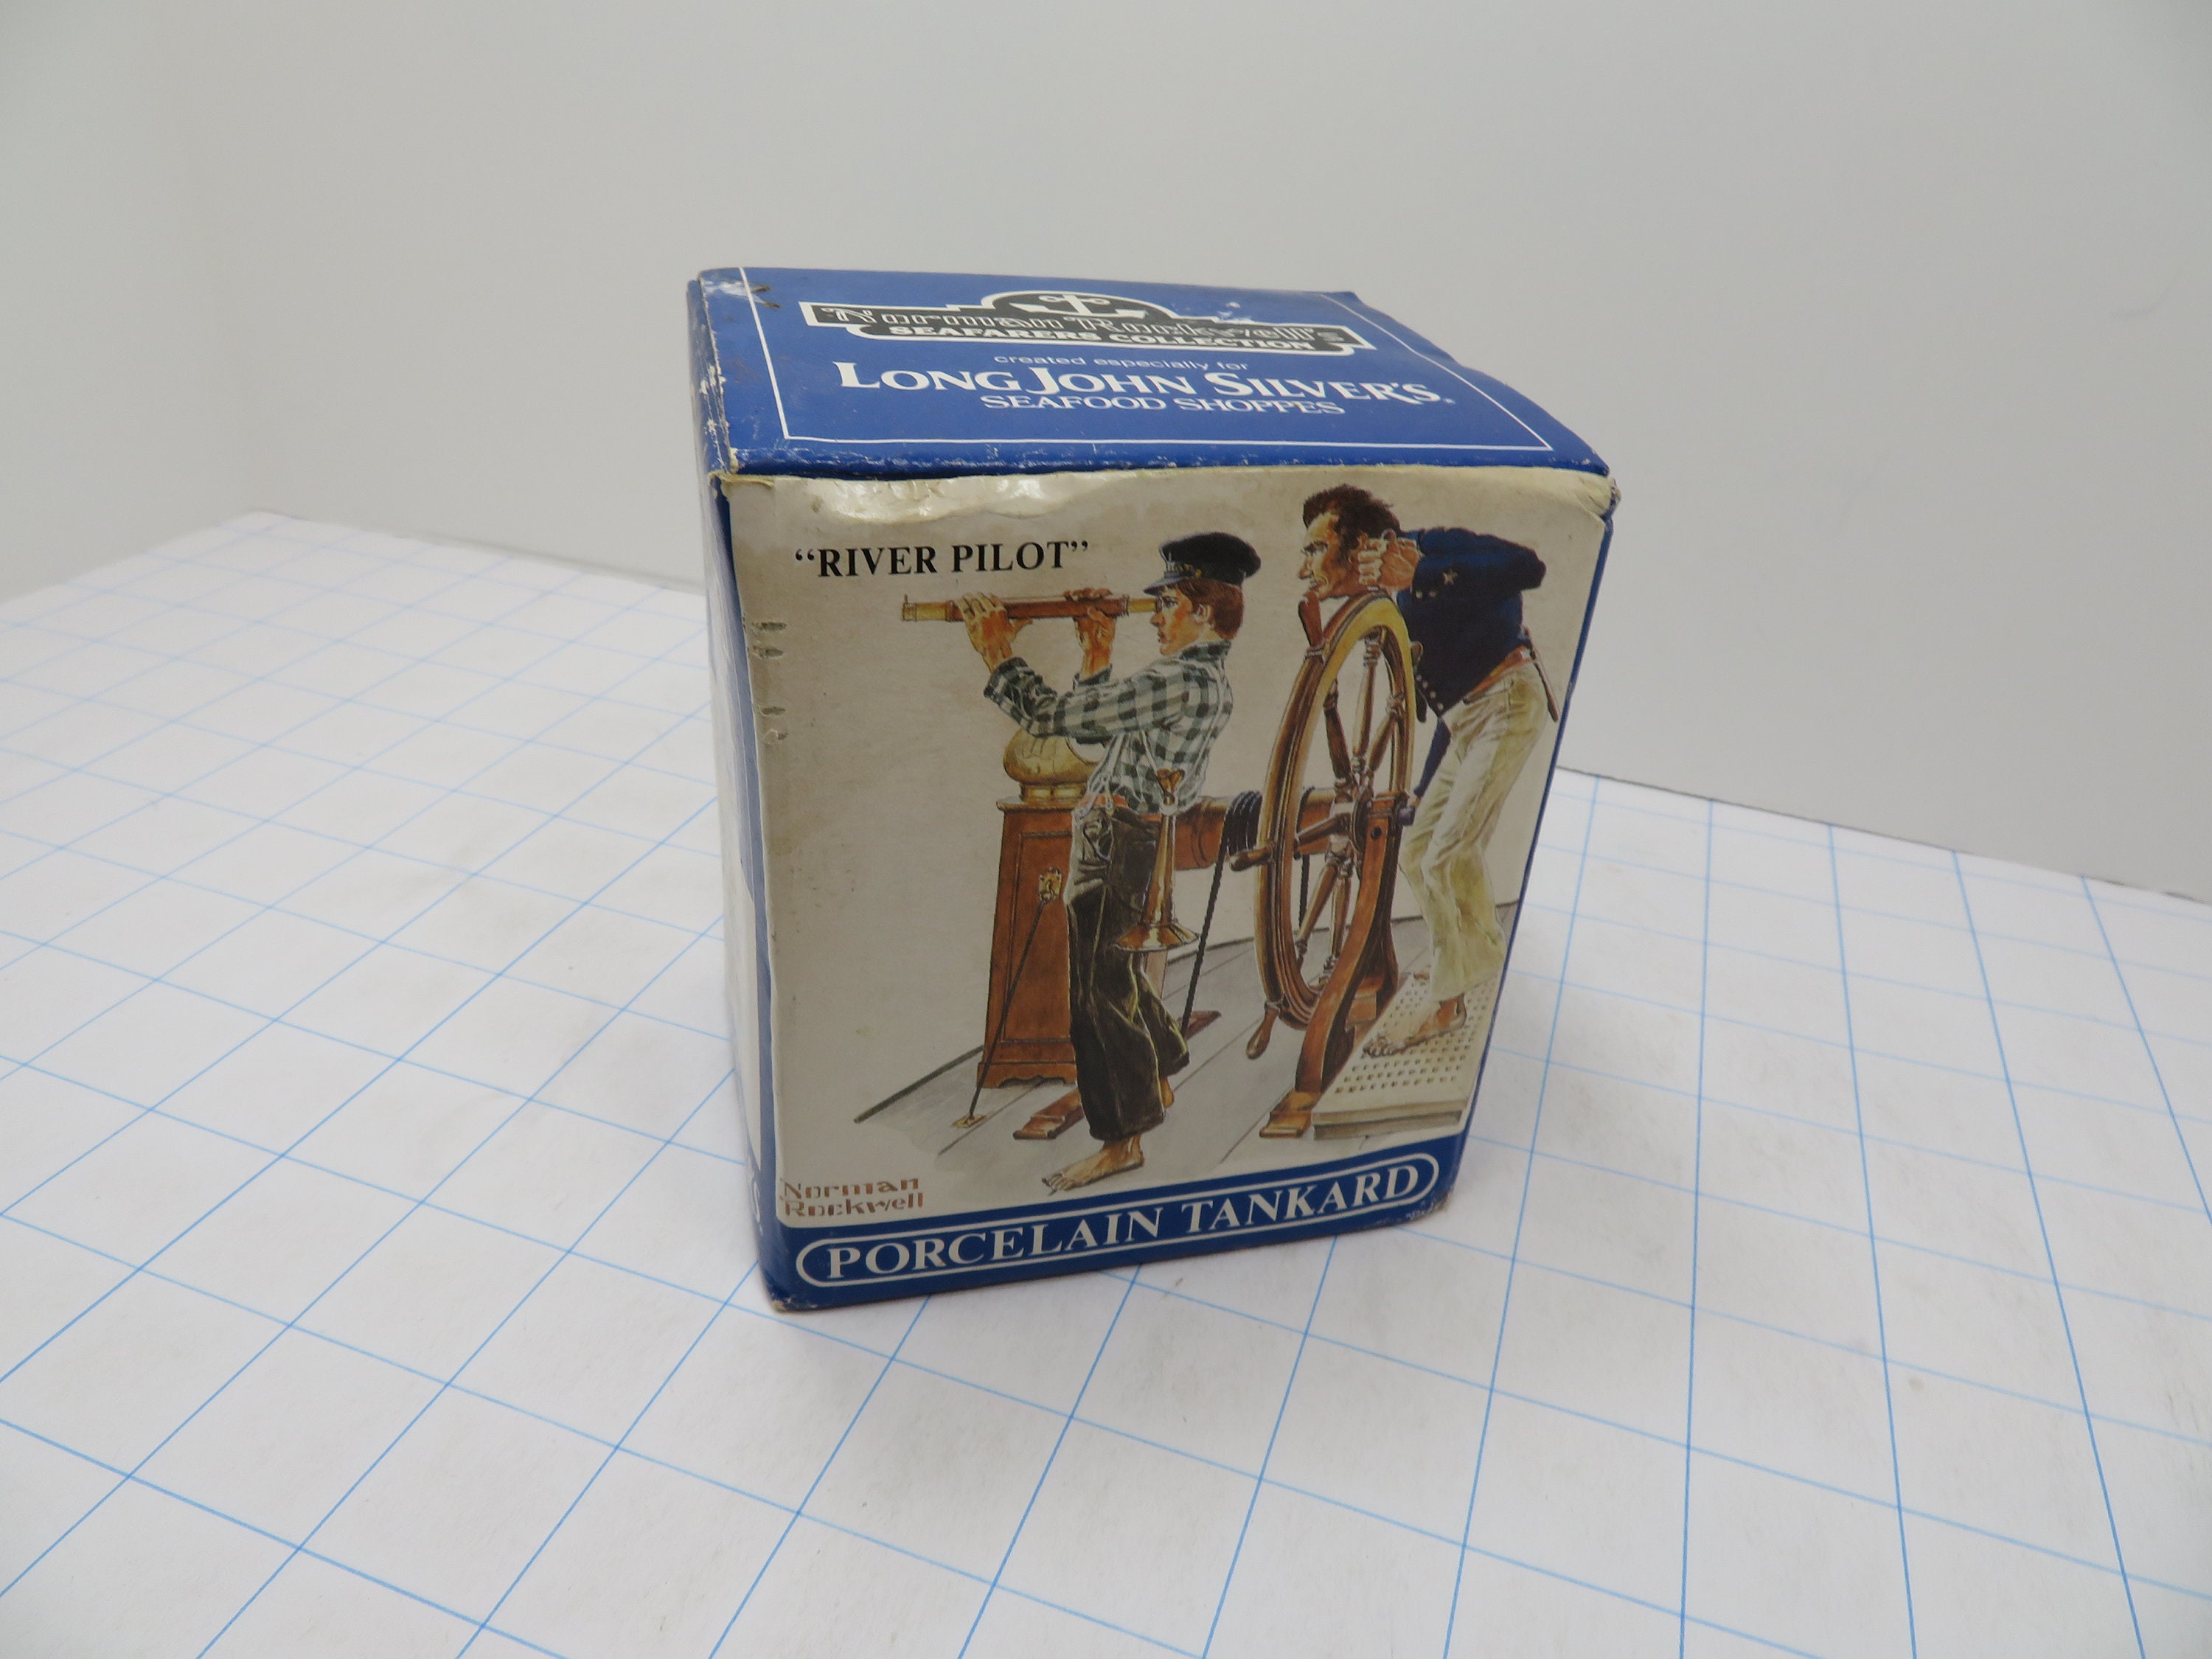 Norman Rockwell's
SEAFARERS COLLECTION
created especially for
LONG JOHN SILVER'S.
SEAFOOD SHOPPES
“RIVER PILOT”
Norman
Rockwell
PORCELAIN TANKARD